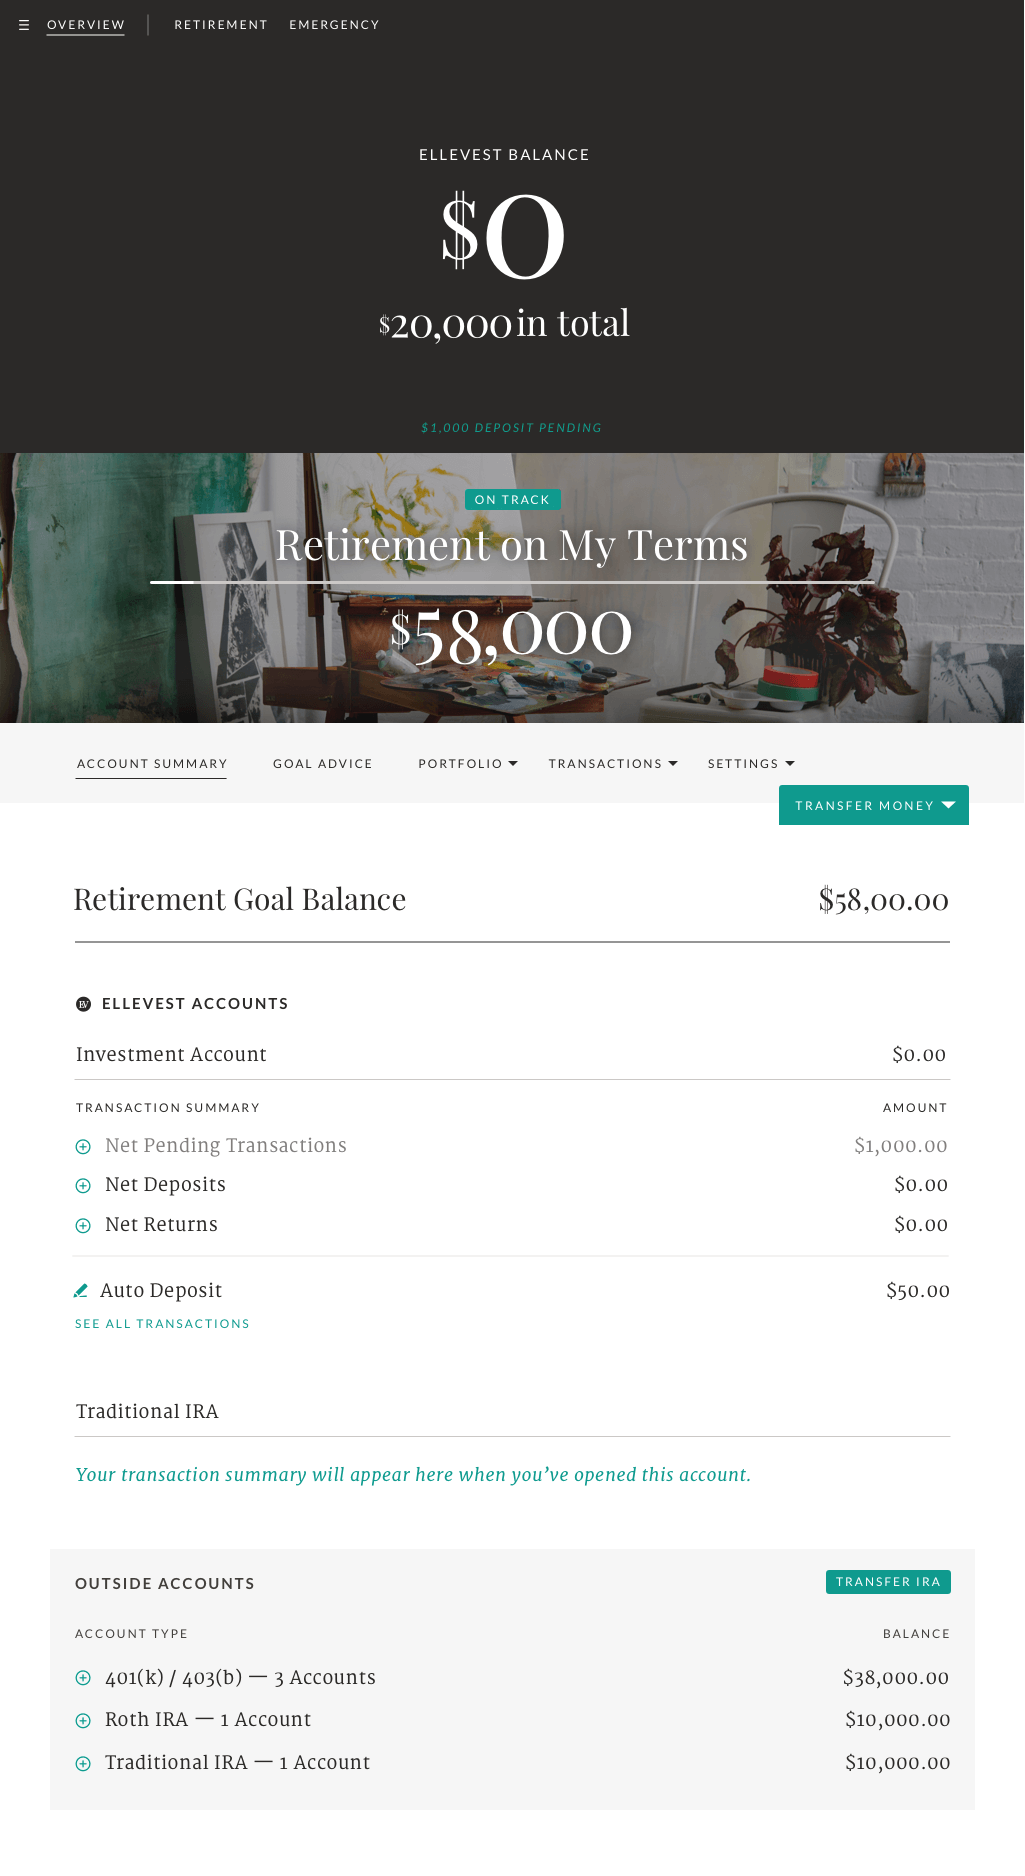 OVERVIEW RETIREMENT EMERGENCY
ELLEVEST BALANCE
$0
$20,000 in total
$1,000 DEPOSIT PENDING
ON TRACK
Retirement on My Terms
$58,000
ACCOUNT SUMMARY GOAL ADVICE PORTFOLIO TRANSACTIONS SETTINGS
TRANSFER MONEY
Retirement Goal Balance $58,00.00
EV ELLEVEST ACCOUNTS
Investment Account $0.00
TRANSACTION SUMMARY AMOUNT
Net Pending Transactions $1,000.00
Net Deposits $0.00
Net Returns $0.00
Auto Deposit $50.00
SEE ALL TRANSACTIONS
Traditional IRA
Your transaction summary will appear here when you’ve opened this account.
OUTSIDE ACCOUNTS TRANSFER IRA
ACCOUNT TYPE BALANCE
401(k) / 403(b) — 3 Accounts $38,000.00
Roth IRA — 1 Account $10,000.00
Traditional IRA — 1 Account $10,000.00